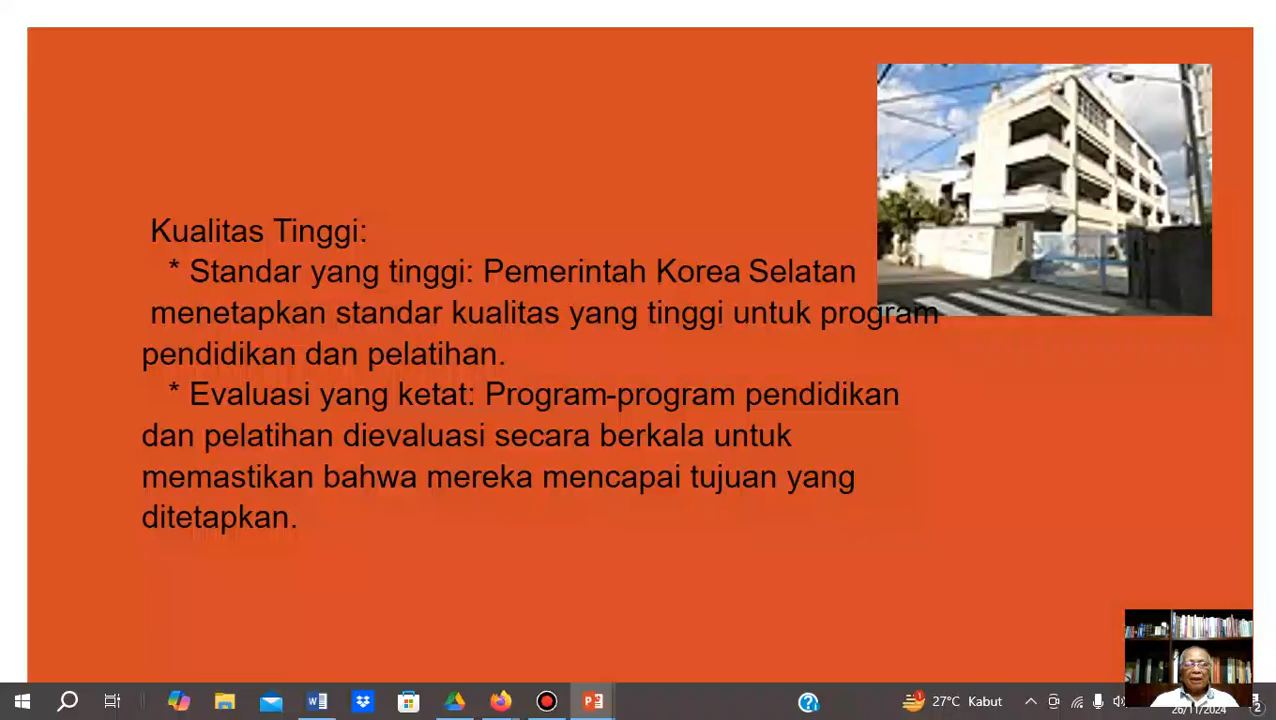 Kualitas Tinggi:
* Standar yang tinggi: Pemerintah Korea Selatan
menetapkan standar kualitas yang tinggi untuk program
pendidikan dan pelatihan.
* Evaluasi yang ketat: Program-program pendidikan
dan pelatihan dievaluasi secara berkala untuk
memastikan bahwa mereka mencapai tujuan yang
ditetapkan.
27°C Kabut
26/11/2024
2